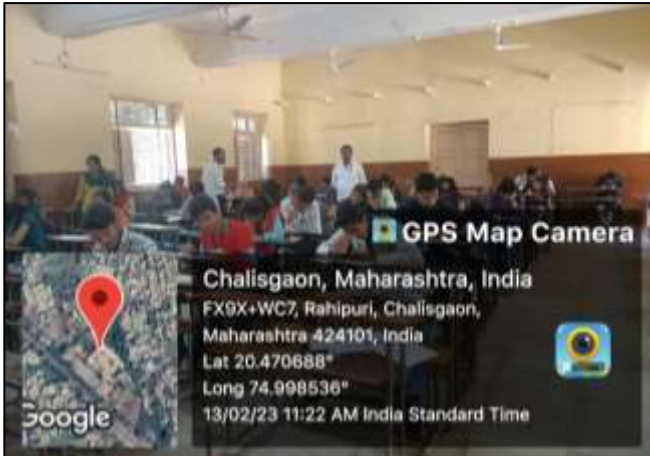 GPS Map Camera
Chalisgaon, Maharashtra, India
FX9X+WC7, Rahipuri, Chalisgaon,
Maharashtra 424101, India
Lat 20.470688°
Long 74.998536°
13/02/23 11:22 AM India Standard Time
Google